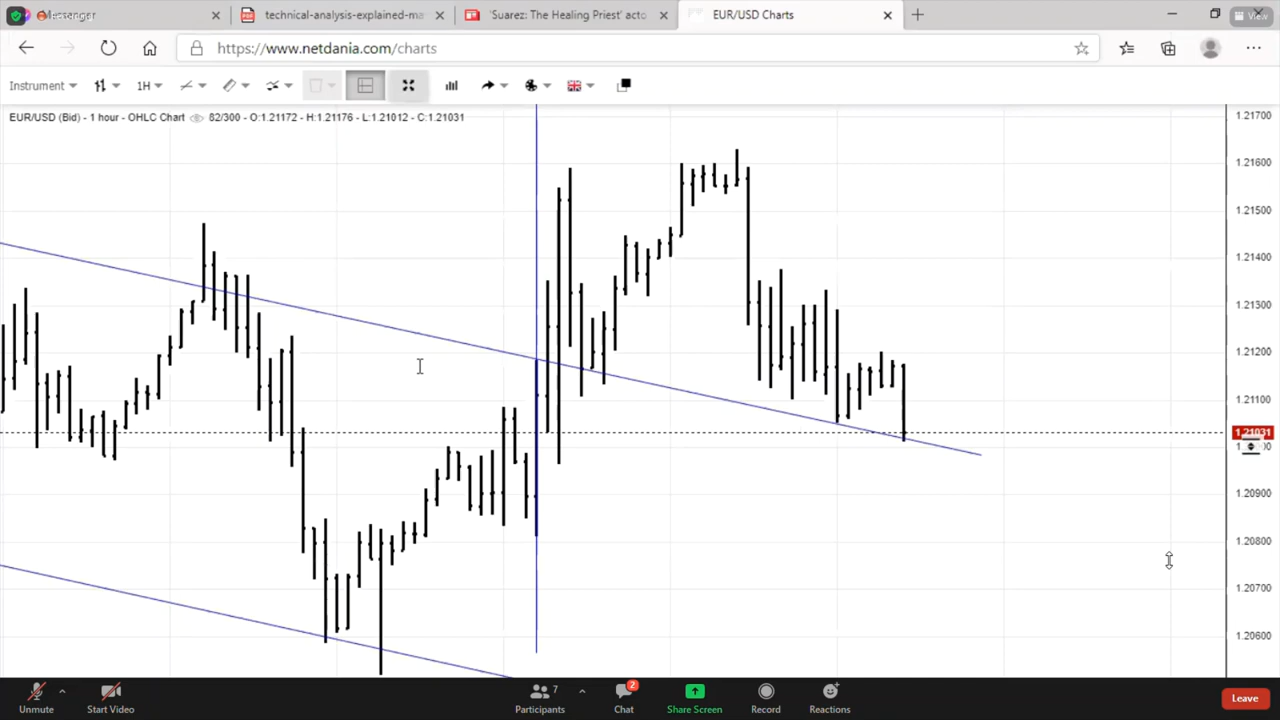 Messenger
technical-analysis-explained-ma
'Suarez: The Healing Priest' acto
EUR/USD Charts
View
https://www.netdania.com/charts
Instrument
1H
EUR/USD (Bid) - 1 hour - OHLC Chart 82/300 - O:1.21172 - H:1.21176 - L:1.21012 - C:1.21031
1.21700
1.21600
1.21500
1.21400
1.21300
1.21200
1.21100
1.21031
1.20900
1.20800
1.20700
1.20600
7
2
Unmute
Start Video
Participants
Chat
Share Screen
Record
Reactions
Leave